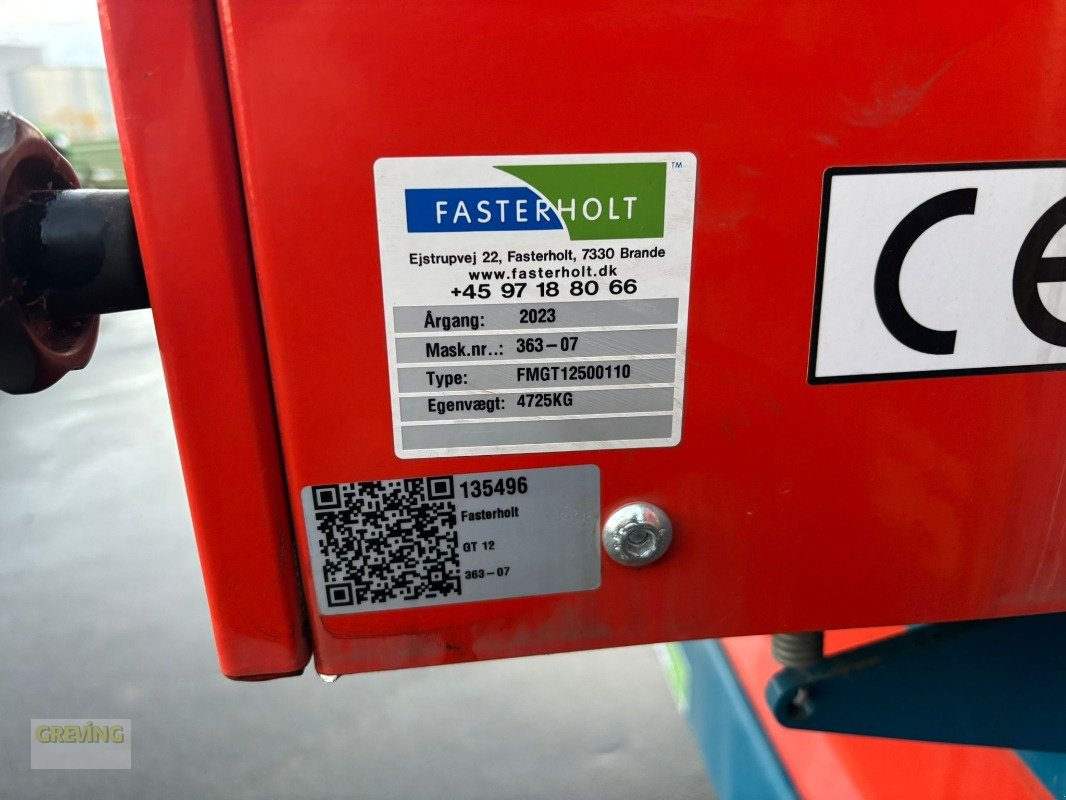 FASTERHOLT
TM
Ejstrupvej 22, Fasterholt, 7330 Brande
www.fasterholt.dk
+45 97 18 80 66
Årgang: 2023
Mask.nr..: 363-07
Type: FMGT12500110
Egenvægt: 4725KG
CE
135496
Fasterholt
GT 12
363-07
GREVING